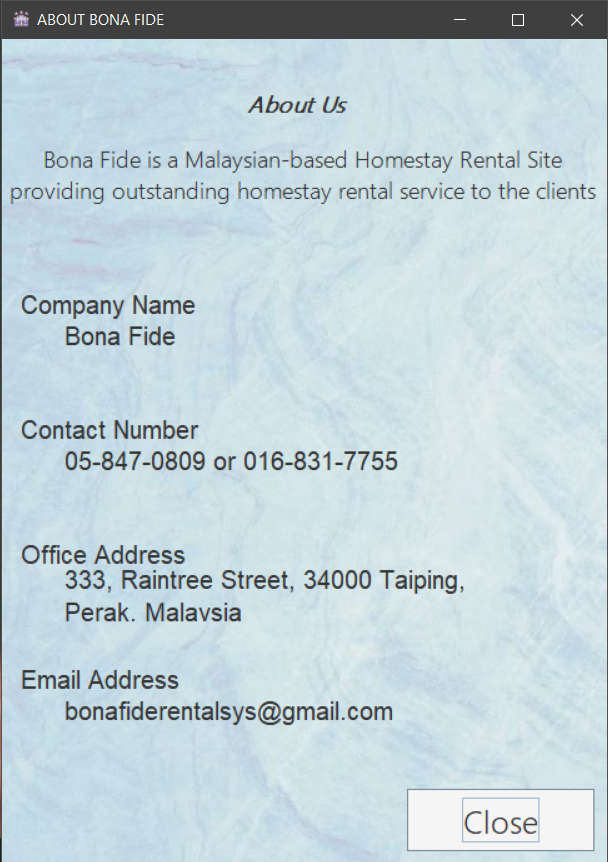 ABOUT BONA FIDE
About Us
Bona Fide is a Malaysian-based Homestay Rental Site
providing outstanding homestay rental service to the clients
Company Name
Bona Fide
Contact Number
05-847-0809 or 016-831-7755
Office Address
333, Raintree Street, 34000 Taiping,
Perak. Malaysia
Email Address
bonafiderentalsys@gmail.com
Close